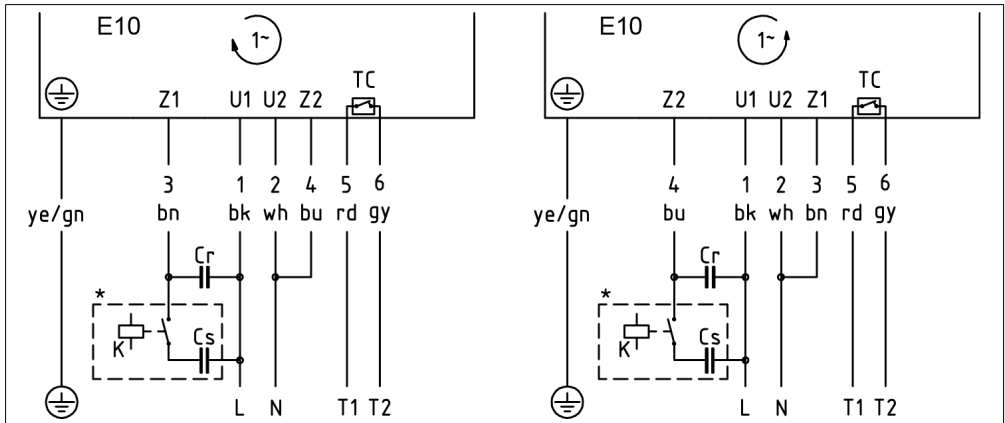 E10 1~
TC
Z1 U1 U2 Z2
3 1 2 4 5 6
ye/gn bn bk wh bu rd gy
Cr
*
K Cs
L N T1 T2
E10 1~
TC
Z2 U1 U2 Z1
4 1 2 3 5 6
ye/gn bu bk wh bn rd gy
Cr
*
K Cs
L N T1 T2